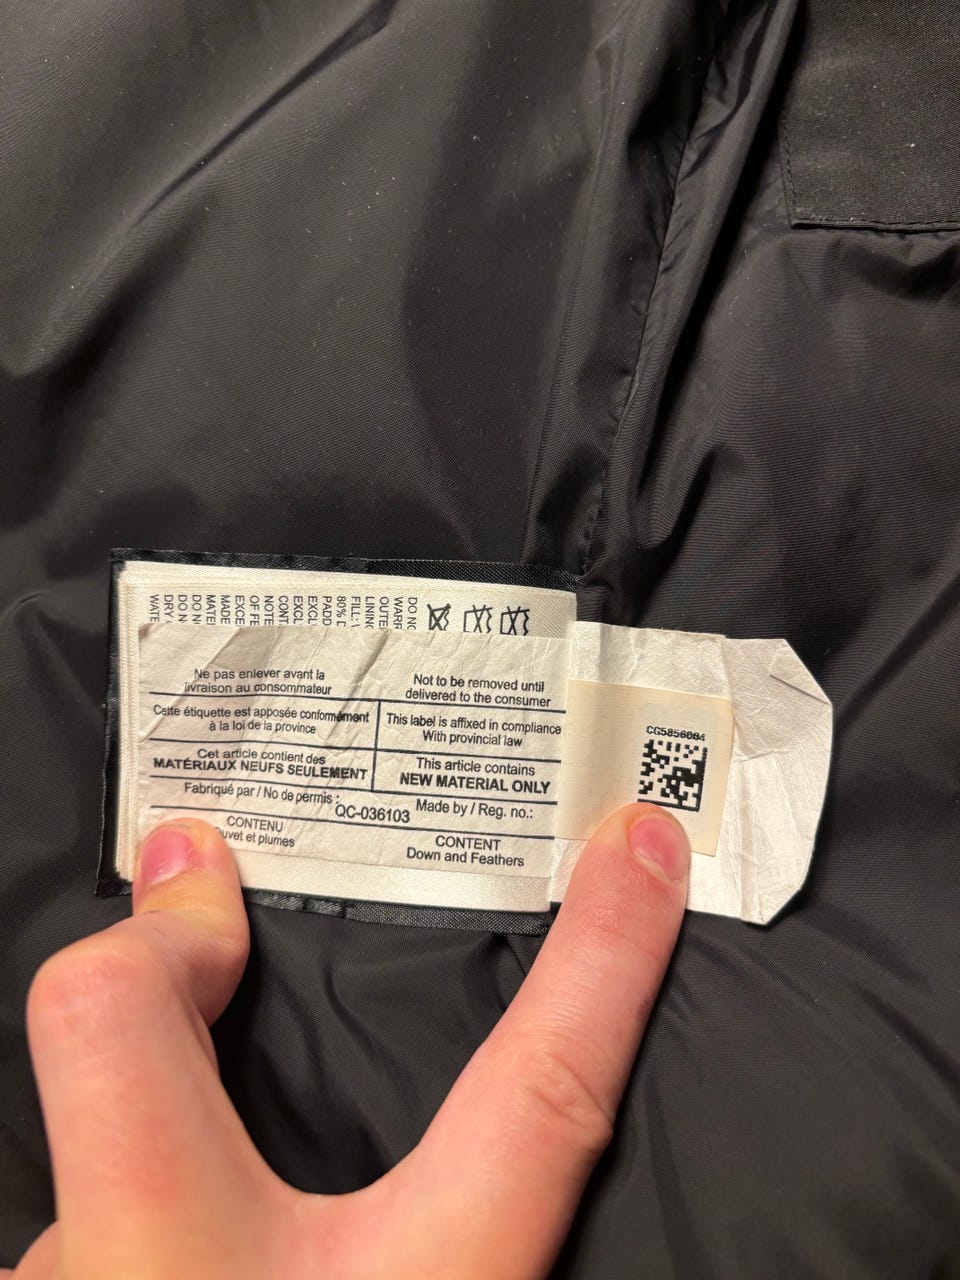 DO NO
WARR
OUTE
LINING
FILL:
80% D
PADD
EXCL
EXCL
CONT
NOTE
OF FE
EXCE
MADE
MATE
DO N
DO N
DRY
WATE
Ne pas enlever avant la
livraison au consommateur
Not to be removed until
delivered to the consumer
Cette étiquette est apposée conformément
à la loi de la province
This label is affixed in compliance
With provincial law
Cet article contient des
MATÉRIAUX NEUFS SEULEMENT
This article contains
NEW MATERIAL ONLY
Fabriqué par / No de permis :
Made by / Reg. no.:
QC-036103
CONTENU
uvet et plumes
CONTENT
Down and Feathers
CG5856004